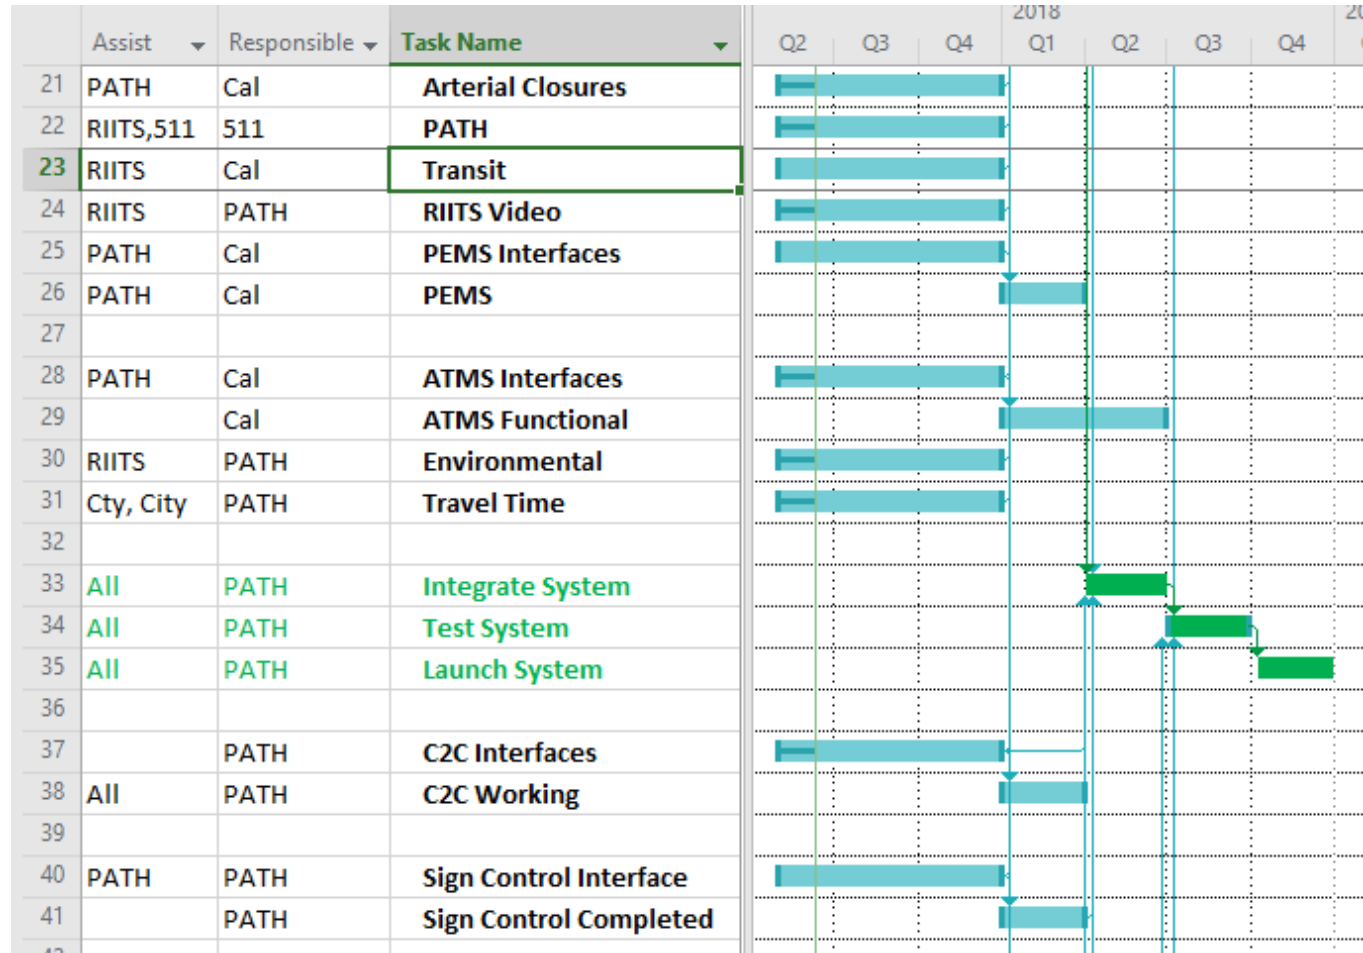 2018
Assist Responsible Task Name Q2 Q3 Q4 Q1 Q2 Q3 Q4
21 PATH Cal Arterial Closures
22 RIITS,511 511 PATH
23 RIITS Cal Transit
24 RIITS PATH RIITS Video
25 PATH Cal PEMS Interfaces
26 PATH Cal PEMS
27
28 PATH Cal ATMS Interfaces
29 Cal ATMS Functional
30 RIITS PATH Environmental
31 Cty, City PATH Travel Time
32
33 All PATH Integrate System
34 All PATH Test System
35 All PATH Launch System
36
37 PATH C2C Interfaces
38 All PATH C2C Working
39
40 PATH PATH Sign Control Interface
41 PATH Sign Control Completed